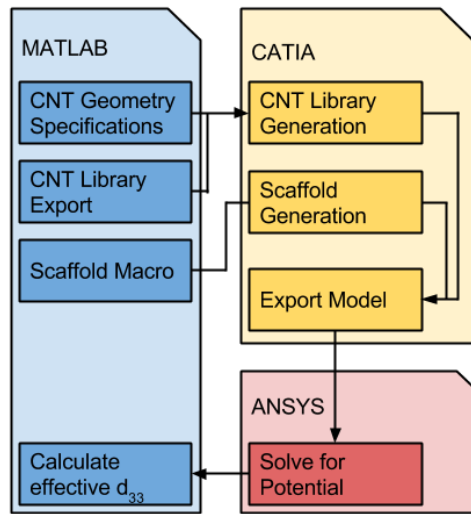 MATLAB
CNT Geometry
Specifications
CNT Library
Export
Scaffold Macro
Calculate
effective d33
CATIA
CNT Library
Generation
Scaffold
Generation
Export Model
ANSYS
Solve for
Potential